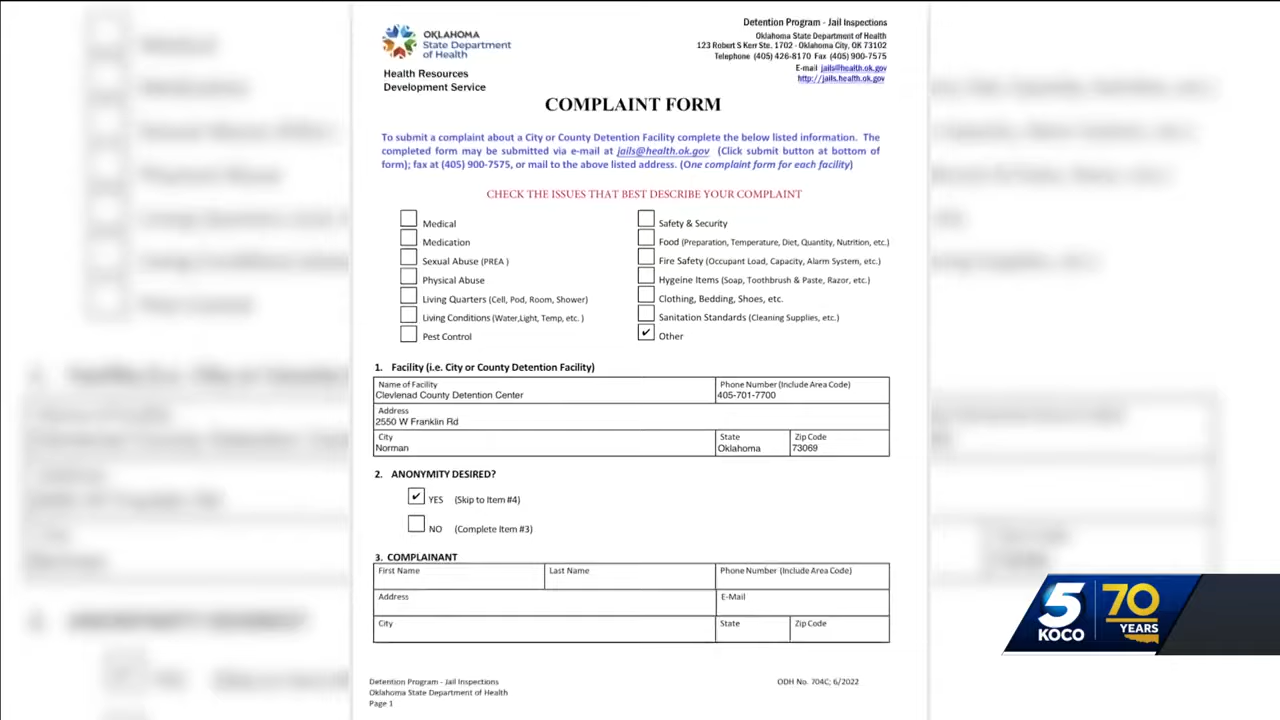 OKLAHOMA
State Department
of Health
Health Resources
Development Service
Detention Program - Jail Inspections
Oklahoma State Department of Health
123 Robert S Kerr Ste. 1702 - Oklahoma City, OK 73102
Telephone (405) 426-8170 Fax (405) 900-7575
E-mail jails@health.ok.gov
http://jails.health.ok.gov
COMPLAINT FORM
To submit a complaint about a City or County Detention Facility complete the below listed information. The
completed form may be submitted via e-mail at jails@health.ok.gov (Click submit button at bottom of
form); fax at (405) 900-7575, or mail to the above listed address. (One complaint form for each facility)
CHECK THE ISSUES THAT BEST DESCRIBE YOUR COMPLAINT
Medical
Medication
Sexual Abuse (PREA )
Physical Abuse
Living Quarters (Cell, Pod, Room, Shower)
Living Conditions (Water,Light, Temp, etc. )
Pest Control
Safety & Security
Food (Preparation, Temperature, Diet, Quantity, Nutrition, etc.)
Fire Safety (Occupant Load, Capacity, Alarm System, etc.)
Hygeine Items (Soap, Toothbrush & Paste, Razor, etc.)
Clothing, Bedding, Shoes, etc.
Sanitation Standards (Cleaning Supplies, etc.)
✔ Other
1. Facility (i.e. City or County Detention Facility)
Name of Facility
Clevlenad County Detention Center
Phone Number (Include Area Code)
405-701-7700
Address
2550 W Franklin Rd
City
Norman
State
Oklahoma
Zip Code
73069
2. ANONYMITY DESIRED?
✔ YES (Skip to Item #4)
NO (Complete Item #3)
3. COMPLAINANT
First Name
Last Name
Phone Number (Include Area Code)
Address
E-Mail
City
State
Zip Code
Detention Program - Jail Inspections
Oklahoma State Department of Health
Page 1
ODH No. 704C; 6/2022
5
KOCO
70
YEARS